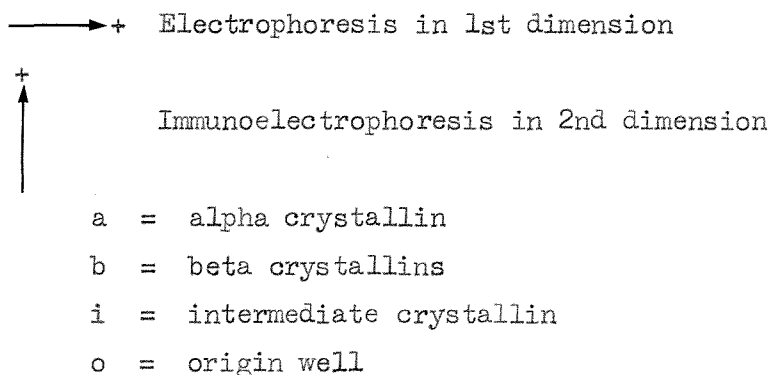 + Electrophoresis in 1st dimension
+
Immunoelectrophoresis in 2nd dimension
a = alpha crystallin
b = beta crystallins
i = intermediate crystallin
o = origin well